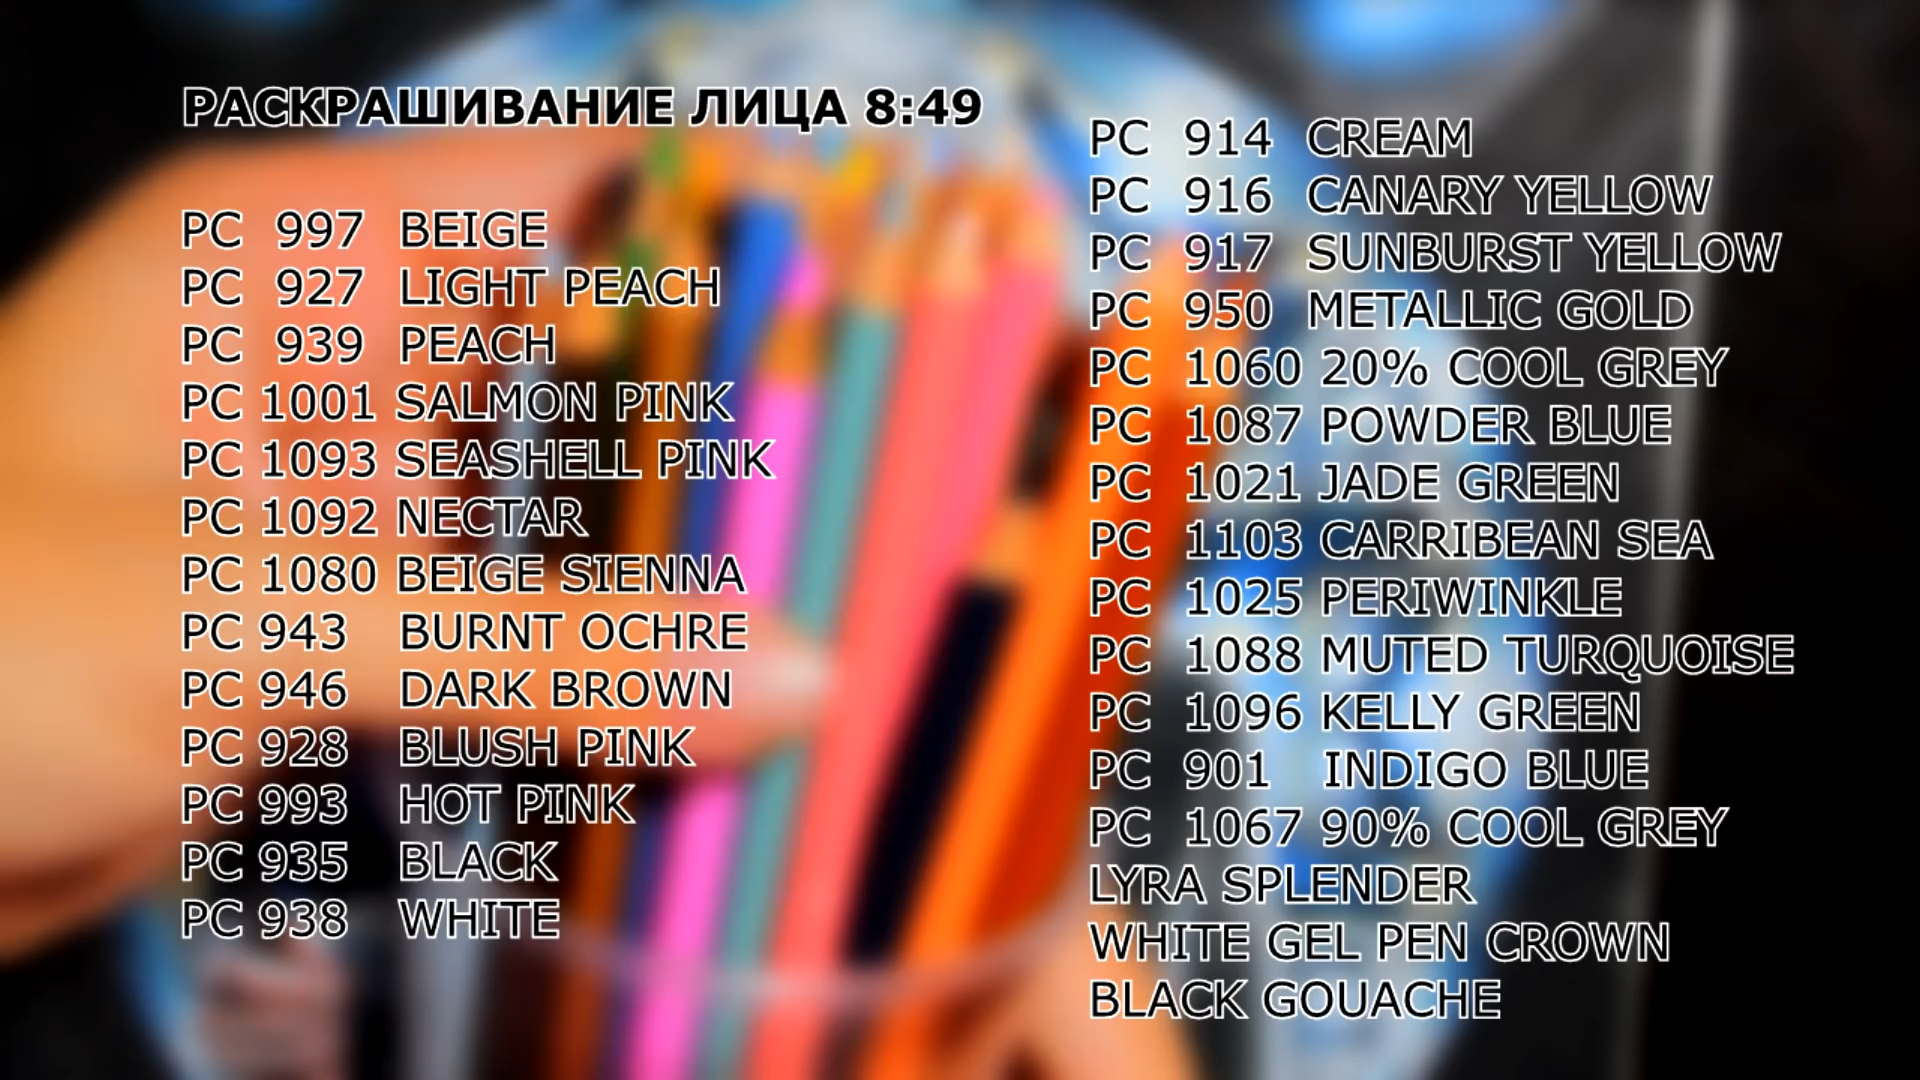 РАСКРАШИВАНИЕ ЛИЦА 8:49
PC 997 BEIGE
PC 927 LIGHT PEACH
PC 939 PEACH
PC 1001 SALMON PINK
PC 1093 SEASHELL PINK
PC 1092 NECTAR
PC 1080 BEIGE SIENNA
PC 943 BURNT OCHRE
PC 946 DARK BROWN
PC 928 BLUSH PINK
PC 993 HOT PINK
PC 935 BLACK
PC 938 WHITE
PC 914 CREAM
PC 916 CANARY YELLOW
PC 917 SUNBURST YELLOW
PC 950 METALLIC GOLD
PC 1060 20% COOL GREY
PC 1087 POWDER BLUE
PC 1021 JADE GREEN
PC 1103 CARRIBEAN SEA
PC 1025 PERIWINKLE
PC 1088 MUTED TURQUOISE
PC 1096 KELLY GREEN
PC 901 INDIGO BLUE
PC 1067 90% COOL GREY
LYRA SPLENDER
WHITE GEL PEN CROWN
BLACK GOUACHE